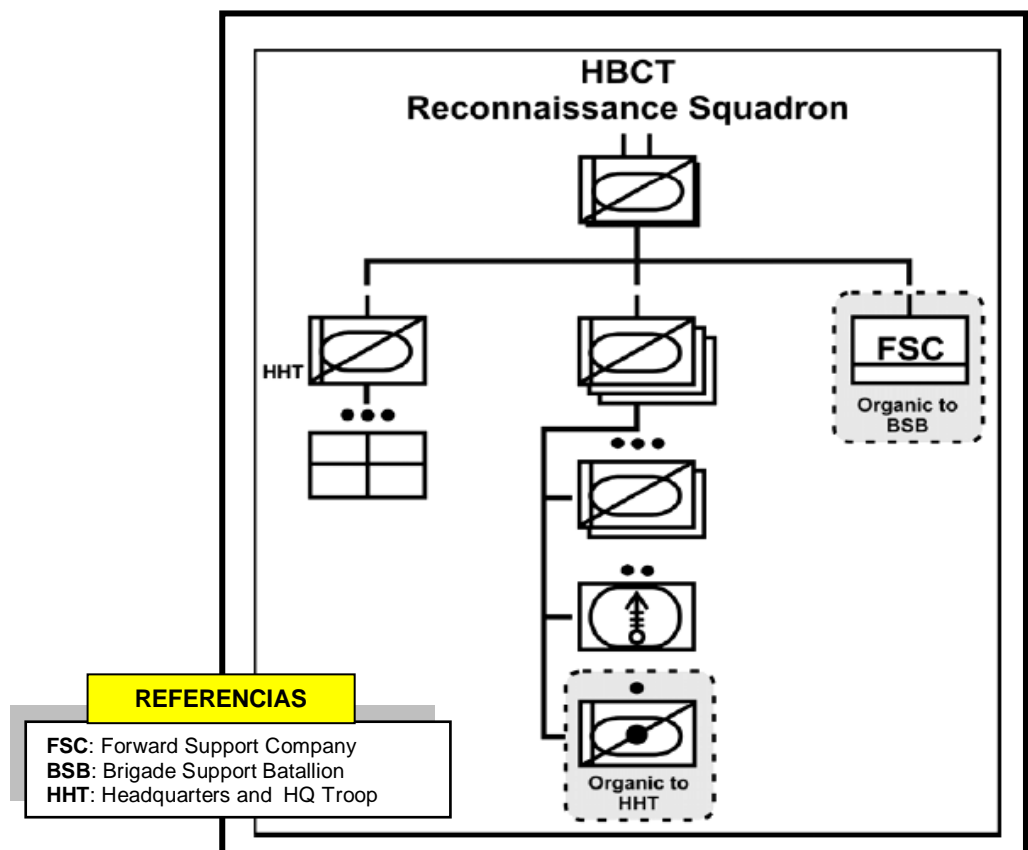 HBCT
Reconnaissance Squadron
HHT
FSC
Organic to
BSB
Organic to
HHT
REFERENCIAS
FSC: Forward Support Company
BSB: Brigade Support Batallion
HHT: Headquarters and HQ Troop